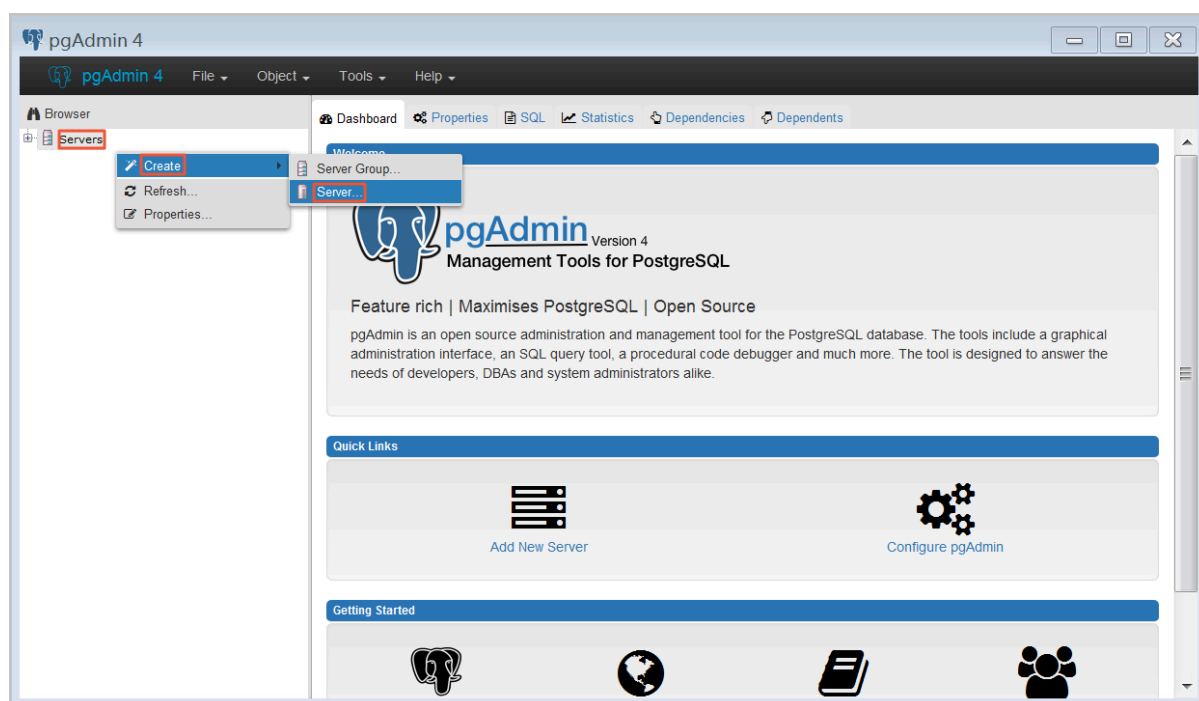 pgAdmin 4
pgAdmin 4 File Object Tools Help
Browser
Servers
Create
Refresh...
Properties...
Server Group...
Server...
Dashboard Properties SQL Statistics Dependencies Dependents
Welcome
pgAdmin Version 4
Management Tools for PostgreSQL
Feature rich | Maximises PostgreSQL | Open Source
pgAdmin is an open source administration and management tool for the PostgreSQL database. The tools include a graphical
administration interface, an SQL query tool, a procedural code debugger and much more. The tool is designed to answer the
needs of developers, DBAs and system administrators alike.
Quick Links
Add New Server
Configure pgAdmin
Getting Started